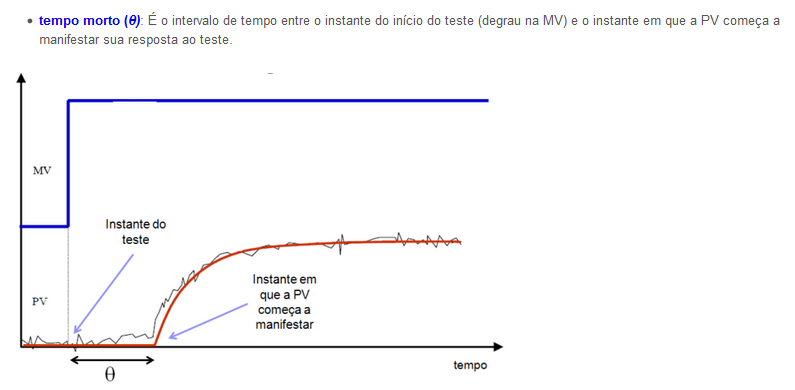 tempo morto (θ): É o intervalo de tempo entre o instante do início do teste (degrau na MV) e o instante em que a PV começa a
manifestar sua resposta ao teste.
MV
Instante do
teste
Instante em
que a PV
começa a
manifestar
PV
tempo
θ